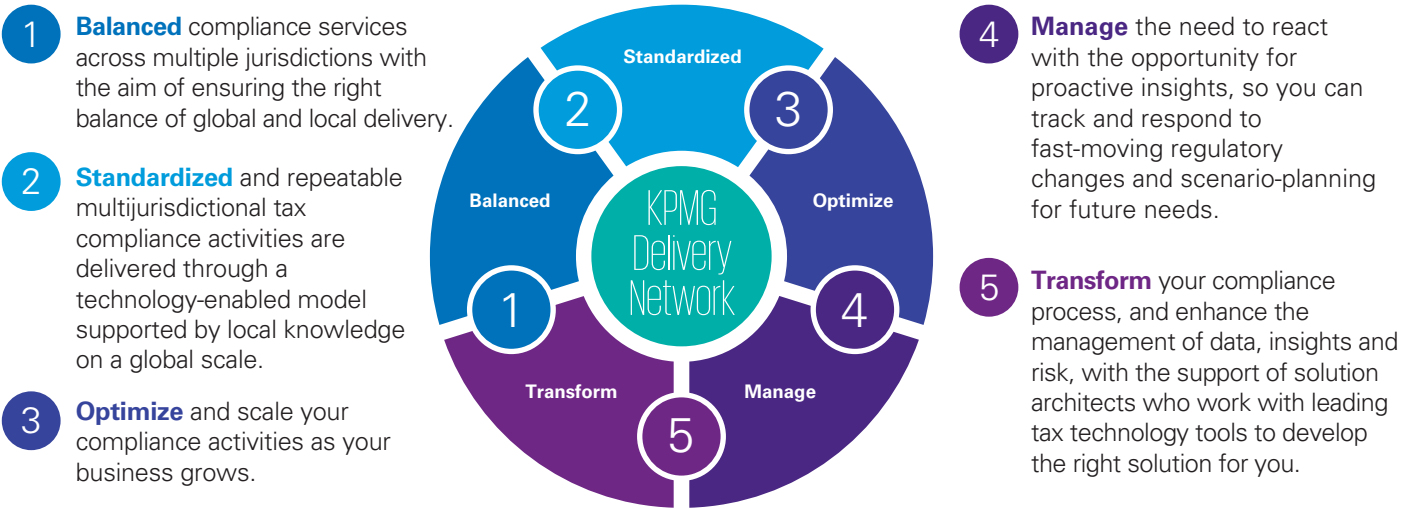 1
Balanced compliance services
across multiple jurisdictions with
the aim of ensuring the right
balance of global and local delivery.
2
Standardized and repeatable
multijurisdictional tax
compliance activities are
delivered through a
technology-enabled model
supported by local knowledge
on a global scale.
3
Optimize and scale your
compliance activities as your
business grows.
Standardized
2
3
Balanced
Optimize
KPMG
Delivery
Network
1
4
Transform
Manage
5
4
Manage the need to react
with the opportunity for
proactive insights, so you can
track and respond to
fast-moving regulatory
changes and scenario-planning
for future needs.
5
Transform your compliance
process, and enhance the
management of data, insights and
risk, with the support of solution
architects who work with leading
tax technology tools to develop
the right solution for you.